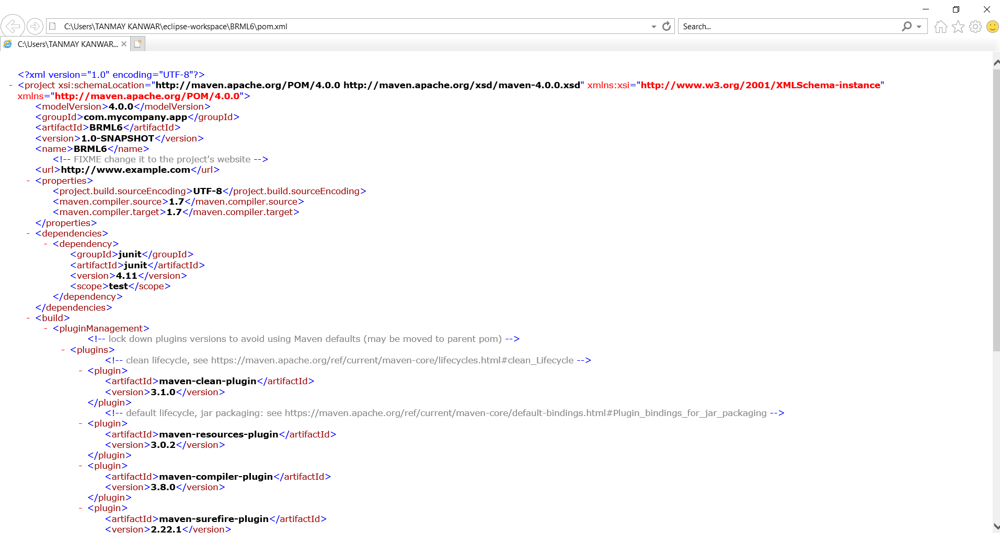 C:\Users\TANMAY KANWAR\eclipse-workspace\BRML6\pom.xml
Search...
C:\Users\TANMAY KANWAR...
<?xml version="1.0" encoding="UTF-8"?>
- <project xsi:schemaLocation="http://maven.apache.org/POM/4.0.0 http://maven.apache.org/xsd/maven-4.0.0.xsd" xmlns:xsi="http://www.w3.org/2001/XMLSchema-instance"
xmlns="http://maven.apache.org/POM/4.0.0">
<modelVersion>4.0.0</modelVersion>
<groupId>com.mycompany.app</groupId>
<artifactId>BRML6</artifactId>
<version>1.0-SNAPSHOT</version>
<name>BRML6</name>
<!-- FIXME change it to the project's website -->
<url>http://www.example.com</url>
- <properties>
<project.build.sourceEncoding>UTF-8</project.build.sourceEncoding>
<maven.compiler.source>1.7</maven.compiler.source>
<maven.compiler.target>1.7</maven.compiler.target>
</properties>
- <dependencies>
- <dependency>
<groupId>junit</groupId>
<artifactId>junit</artifactId>
<version>4.11</version>
<scope>test</scope>
</dependency>
</dependencies>
- <build>
- <pluginManagement>
<!-- lock down plugins versions to avoid using Maven defaults (may be moved to parent pom) -->
- <plugins>
<!-- clean lifecycle, see https://maven.apache.org/ref/current/maven-core/lifecycles.html#clean_Lifecycle -->
- <plugin>
<artifactId>maven-clean-plugin</artifactId>
<version>3.1.0</version>
</plugin>
<!-- default lifecycle, jar packaging: see https://maven.apache.org/ref/current/maven-core/default-bindings.html#Plugin_bindings_for_jar_packaging -->
- <plugin>
<artifactId>maven-resources-plugin</artifactId>
<version>3.0.2</version>
</plugin>
- <plugin>
<artifactId>maven-compiler-plugin</artifactId>
<version>3.8.0</version>
</plugin>
- <plugin>
<artifactId>maven-surefire-plugin</artifactId>
<version>2.22.1</version>